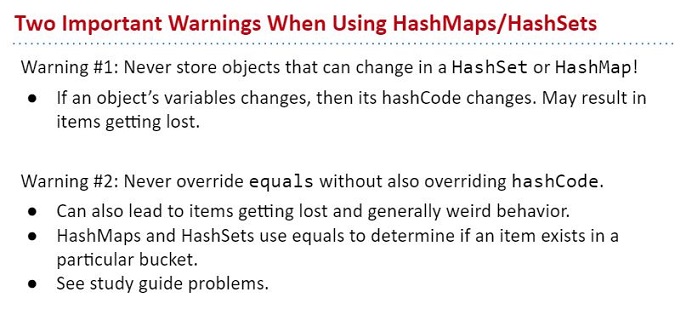 Two Important Warnings When Using HashMaps/HashSets
Warning #1: Never store objects that can change in a HashSet or HashMap!
● If an object’s variables changes, then its hashCode changes. May result in
items getting lost.
Warning #2: Never override equals without also overriding hashCode.
● Can also lead to items getting lost and generally weird behavior.
● HashMaps and HashSets use equals to determine if an item exists in a
particular bucket.
● See study guide problems.